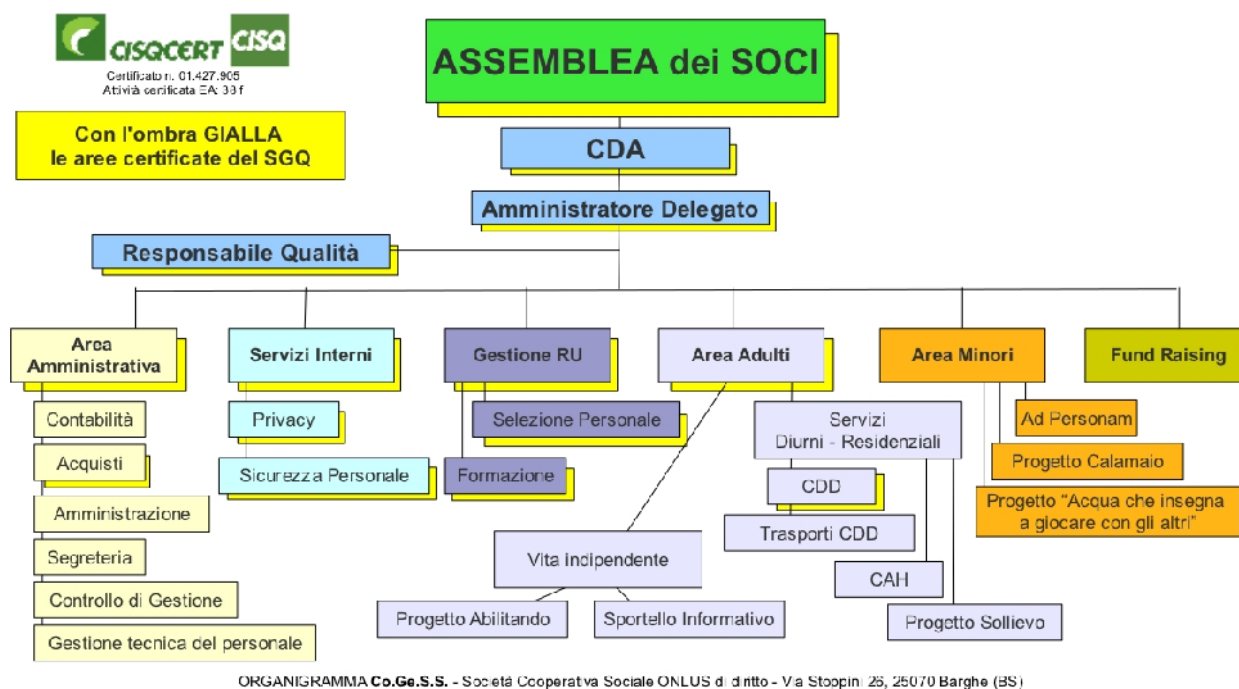 CISQCERT CISQ
Certificato n. 01.427.905
Attività certificata EA: 38 f
ASSEMBLEA dei SOCI
Con l'ombra GIALLA
le aree certificate del SGQ
CDA
Amministratore Delegato
Responsabile Qualità
Area
Amministrativa
Servizi Interni
Gestione RU
Area Adulti
Area Minori
Fund Raising
Contabilità
Acquisti
Amministrazione
Segreteria
Controllo di Gestione
Gestione tecnica del personale
Privacy
Sicurezza Personale
Selezione Personale
Formazione
Servizi
Diurni - Residenziali
CDD
Trasporti CDD
CAH
Progetto Sollievo
Vita indipendente
Progetto Abilitando
Sportello Informativo
Ad Personam
Progetto Calamaio
Progetto “Acqua che insegna
a giocare con gli altri”
ORGANIGRAMMA Co.Ge.S.S. - Società Cooperativa Sociale ONLUS di diritto - Via Stoppini 26, 25070 Barghe (BS)